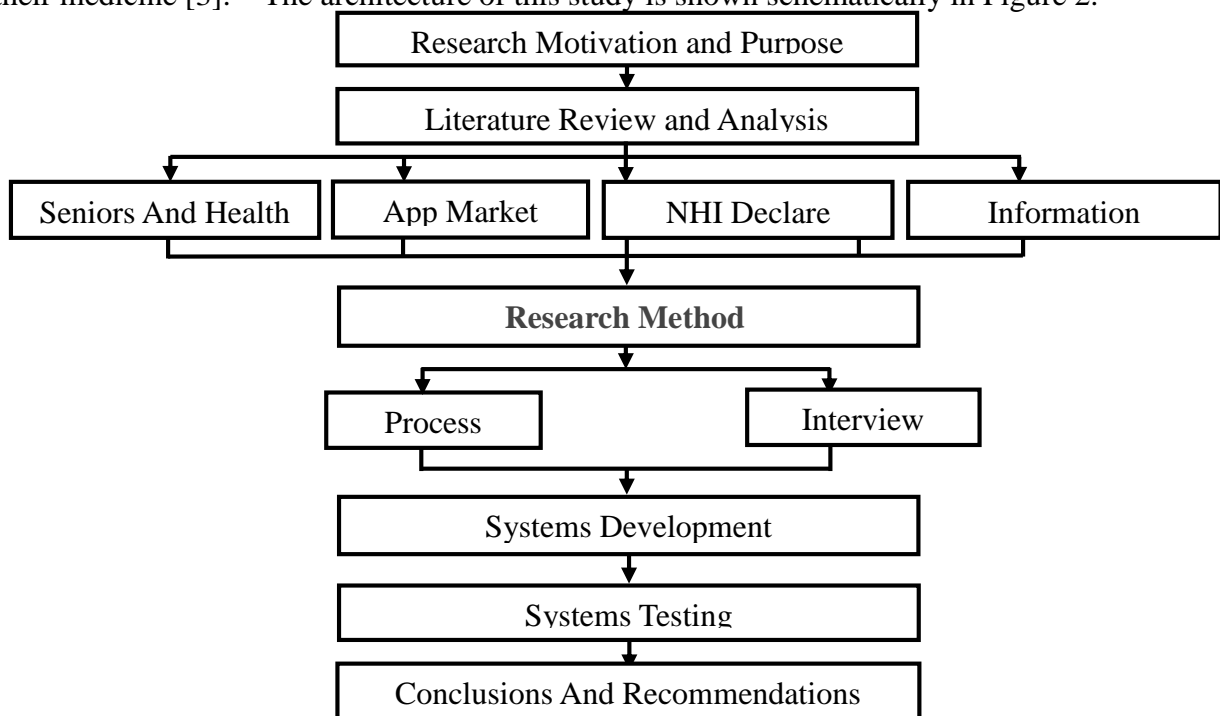 their medicine [3]. The architecture of this study is shown schematically in Figure 2.
Research Motivation and Purpose
Literature Review and Analysis
Seniors And Health
App Market
NHI Declare
Information
Research Method
Process
Interview
Systems Development
Systems Testing
Conclusions And Recommendations